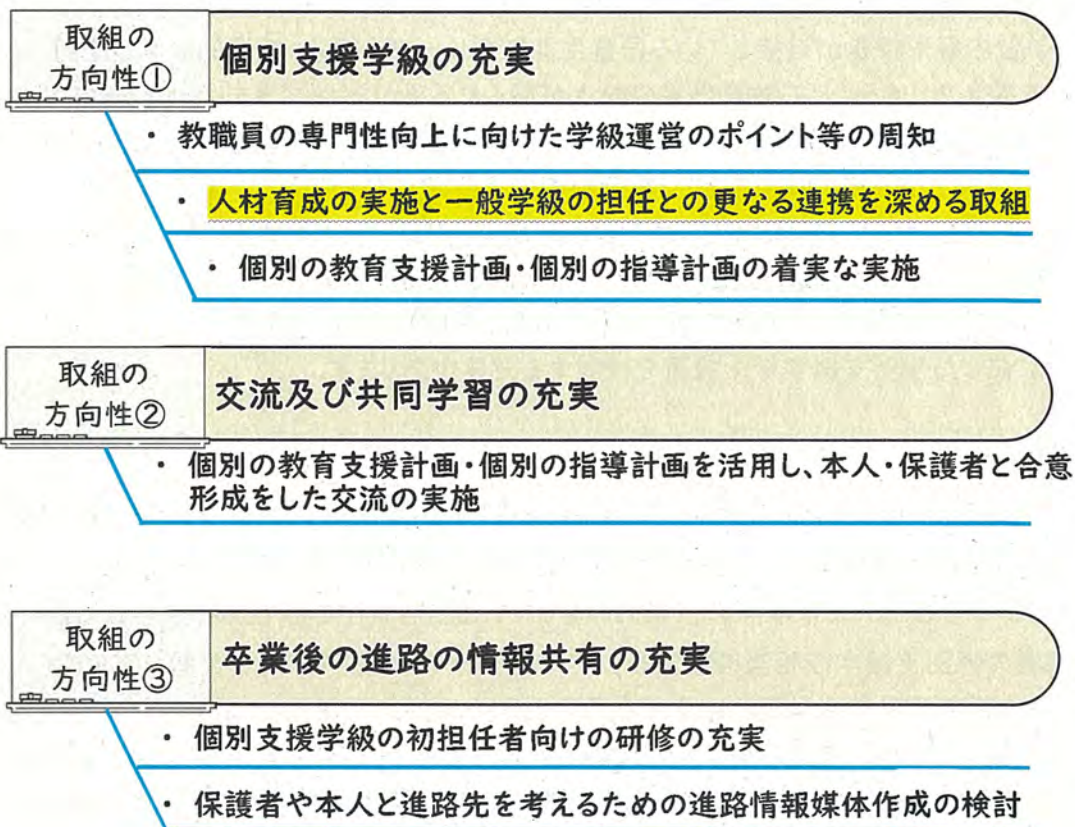 取組の
方向性①
個別支援学級の充実
・ 教職員の専門性向上に向けた学級運営のポイント等の周知
・ 人材育成の実施と一般学級の担任との更なる連携を深める取組
・ 個別の教育支援計画・個別の指導計画の着実な実施
取組の
方向性②
交流及び共同学習の充実
・ 個別の教育支援計画・個別の指導計画を活用し、本人・保護者と合意
形成をした交流の実施
取組の
方向性③
卒業後の進路の情報共有の充実
・ 個別支援学級の初担任者向けの研修の充実
・ 保護者や本人と進路先を考えるための進路情報媒体作成の検討